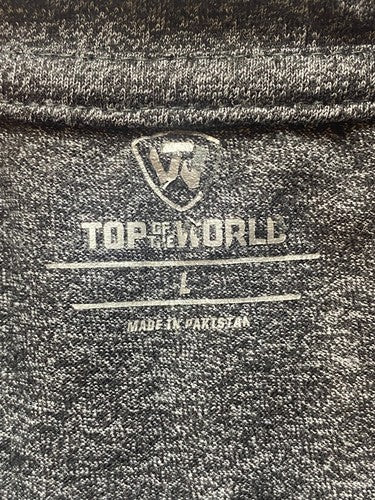 TOP OF THE WORLD
L
MADE IN PAKISTAN